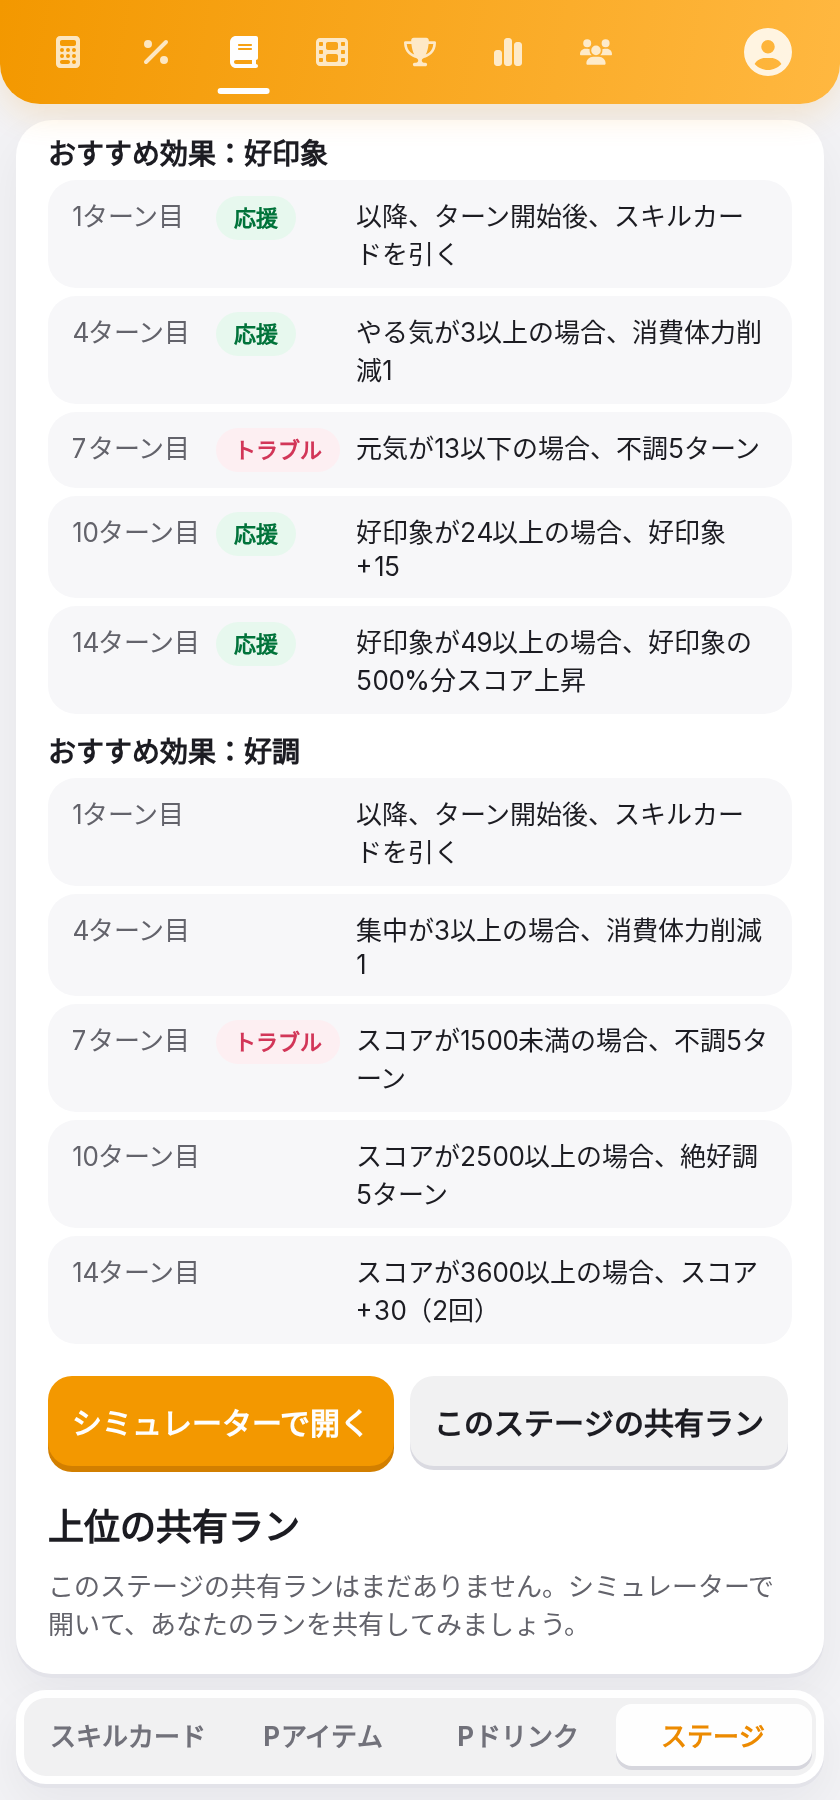 おすすめ効果：好印象
1ターン目 応援 以降、ターン開始後、スキルカー
ドを引く
4ターン目 応援 やる気が3以上の場合、消費体力削
減1
7ターン目 トラブル 元気が13以下の場合、不調5ターン
10ターン目 応援 好印象が24以上の場合、好印象
+15
14ターン目 応援 好印象が49以上の場合、好印象の
500%分スコア上昇
おすすめ効果：好調
1ターン目 以降、ターン開始後、スキルカー
ドを引く
4ターン目 集中が3以上の場合、消費体力削減
1
7ターン目 トラブル スコアが1500未満の場合、不調5タ
ーン
10ターン目 スコアが2500以上の場合、絶好調
5ターン
14ターン目 スコアが3600以上の場合、スコア
+30（2回）
シミュレーターで開く このステージの共有ラン
上位の共有ラン
このステージの共有ランはまだありません。シミュレーターで
開いて、あなたのランを共有してみましょう。
スキルカード Pアイテム Pドリンク ステージ